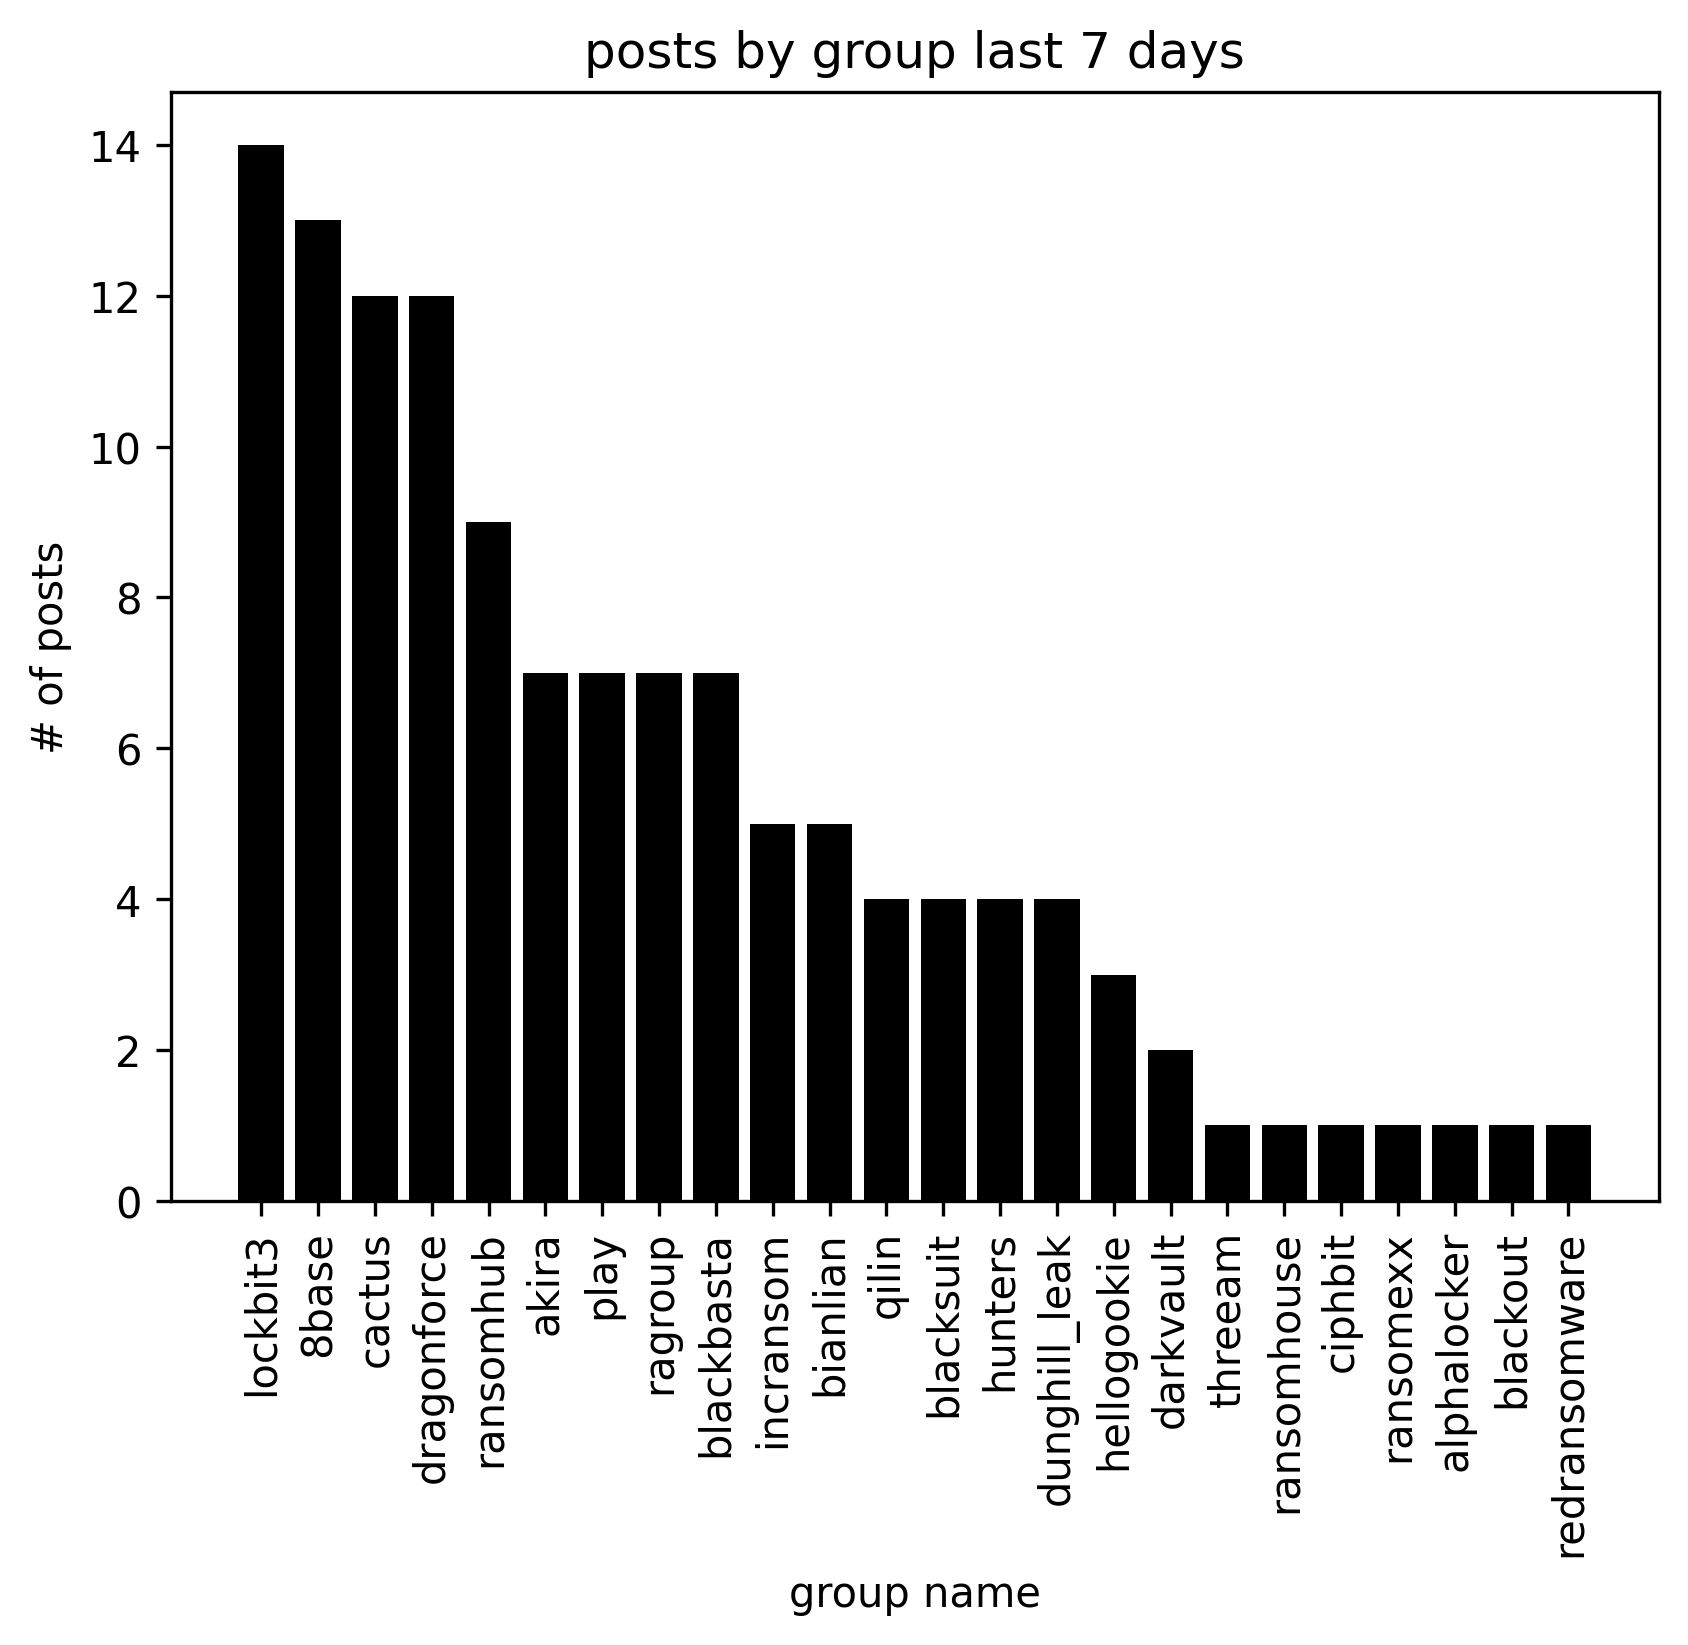 posts by group last 7 days
14
12
10
8
6
4
2
0
# of posts
lockbit3
8base
cactus
dragonforce
ransomhub
akira
play
ragroup
blackbasta
incransom
bianlian
qilin
blacksuit
hunters
dunghill_leak
hellogookie
darkvault
threeam
ransomhouse
ciphbit
ransomexx
alphalocker
blackout
redransomware
group name